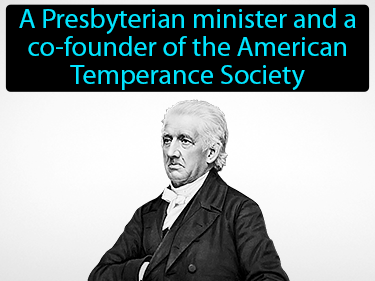 A Presbyterian minister and a
co-founder of the American
Temperance Society